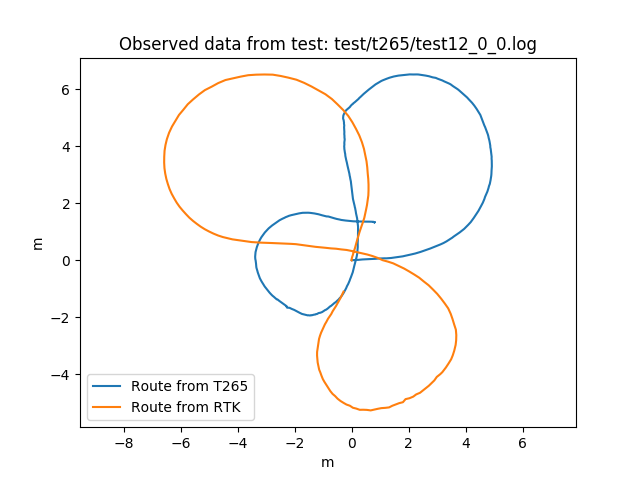 Observed data from test: test/t265/test12_0_0.log
m
6
4
2
0
−2
−4
Route from T265
Route from RTK
−8 −6 −4 −2 0 2 4 6
m